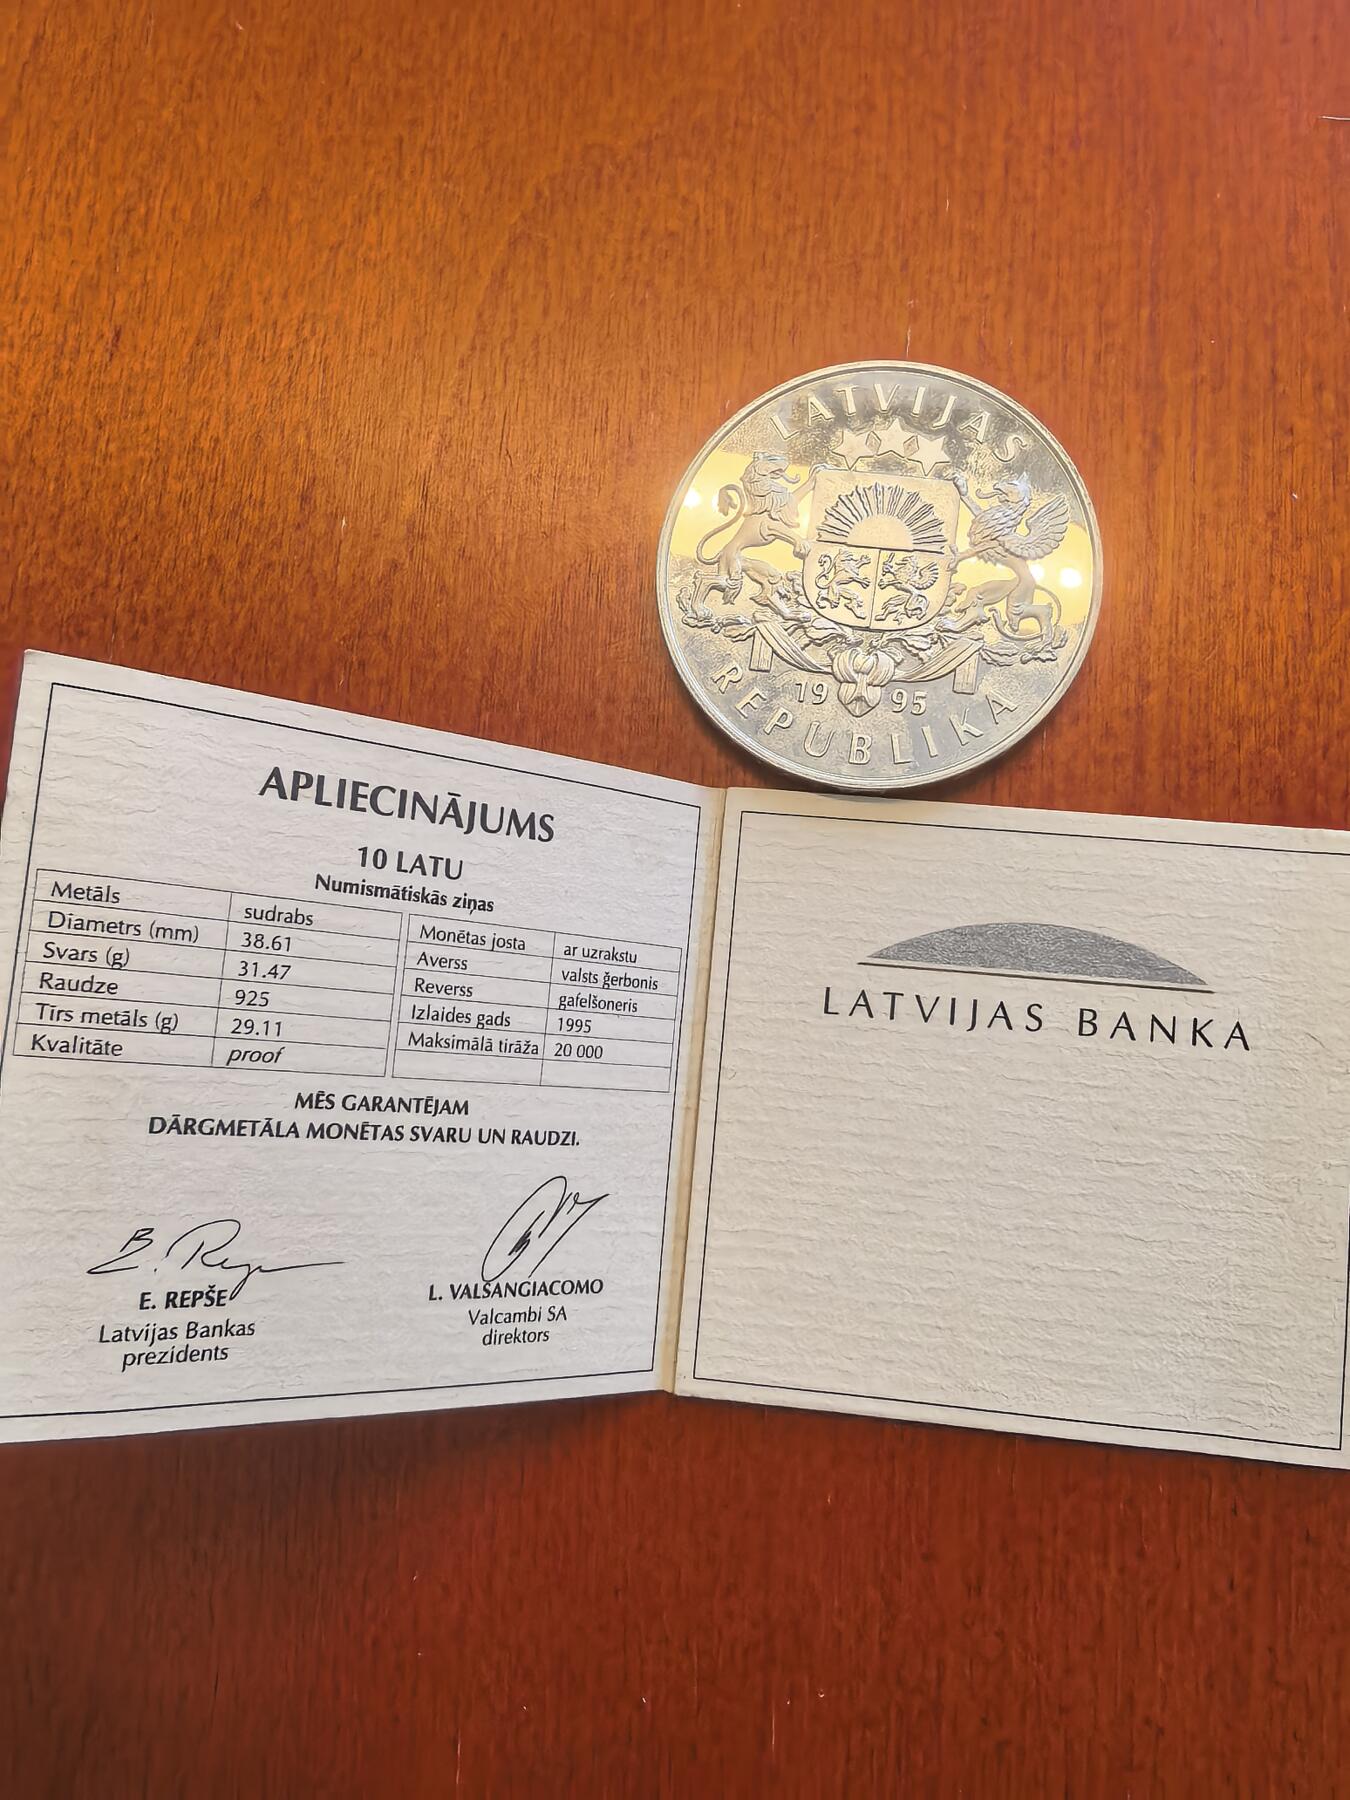 LATVIJAS
19 95
REPUBLIKA
APLIECINĀJUMS
10 LATU
Numismātiskās ziņas
Metāls sudrabs
Diametrs (mm) 38.61
Svars (g) 31.47
Raudze 925
Tīrs metāls (g) 29.11
Kvalitāte proof
Monētas josta ar uzrakstu
Averss valsts ģerbonis
Reverss gafelšoneris
Izlaides gads 1995
Maksimālā tirāža 20 000
MĒS GARANTĒJAM
DĀRGMETĀLA MONĒTAS SVARU UN RAUDZI.
E. REPŠE
Latvijas Bankas
prezidents
L. VALSANGIACOMO
Valcambi SA
direktors
LATVIJAS BANKA